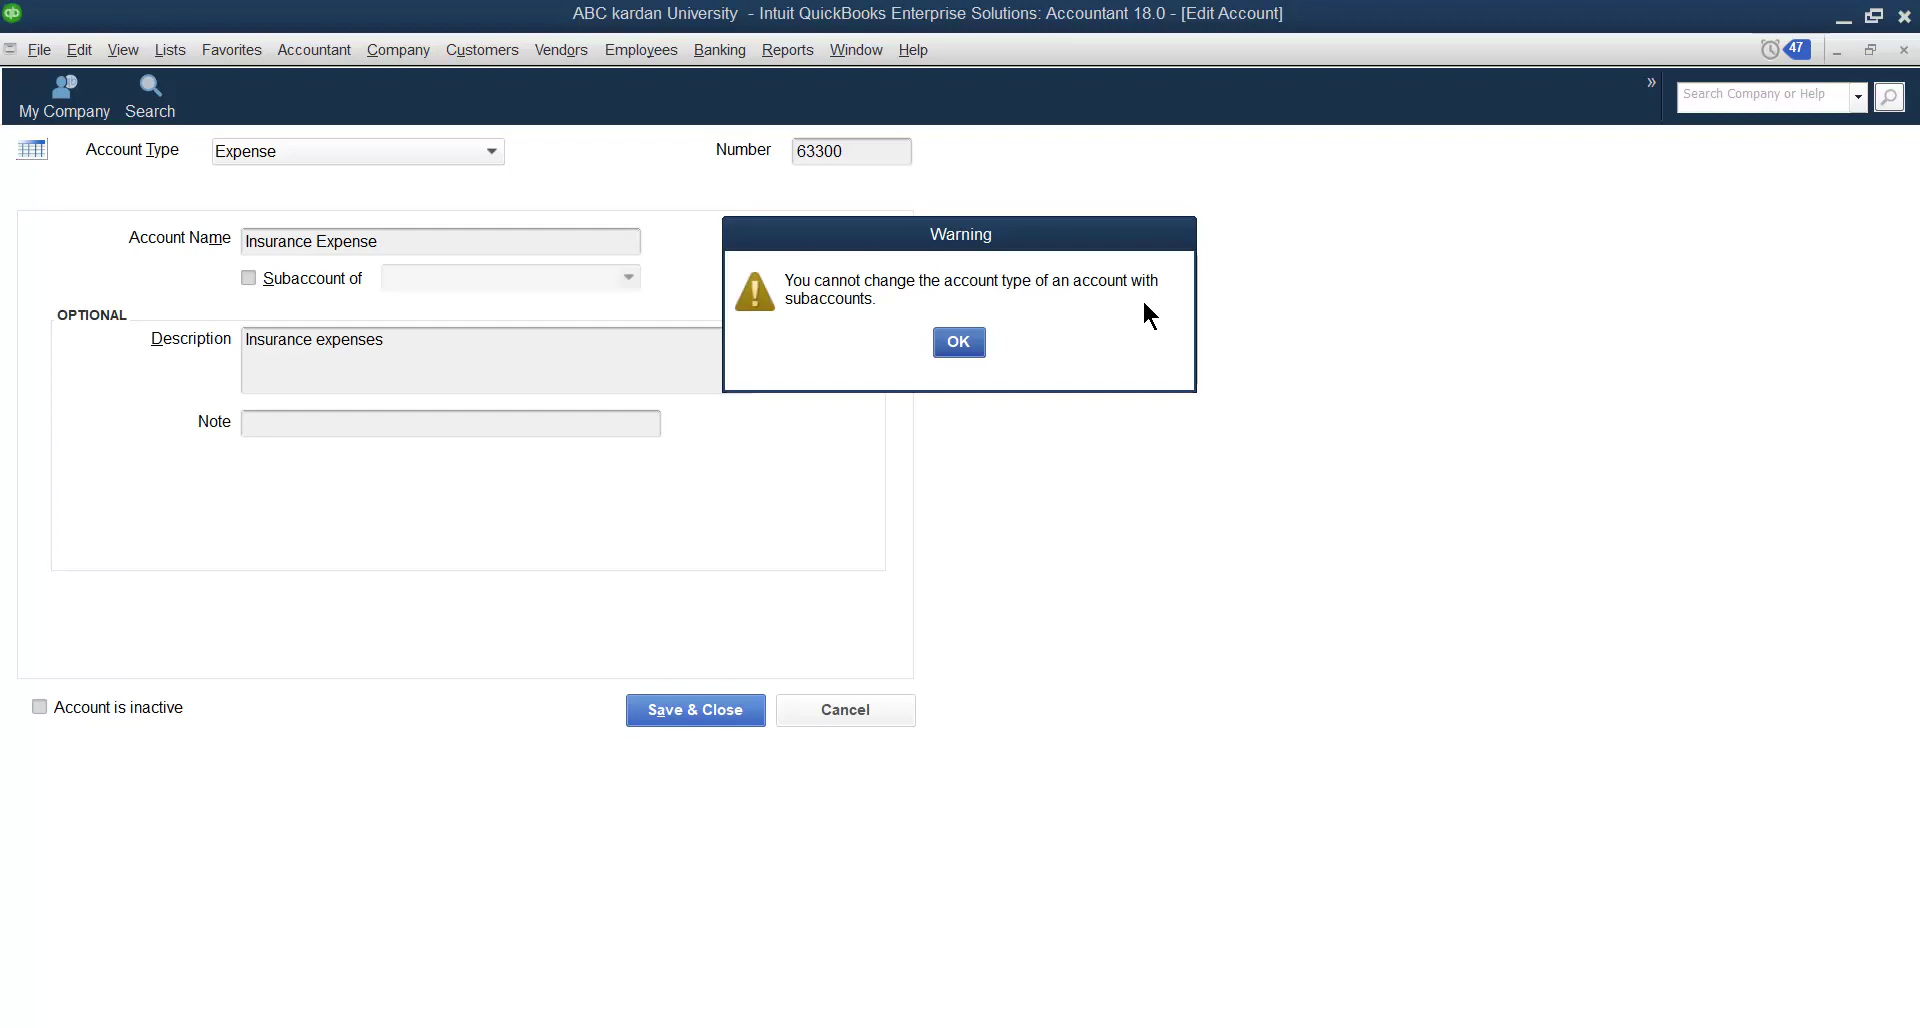 ABC kardan University - Intuit QuickBooks Enterprise Solutions: Accountant 18.0 - [Edit Account]
File Edit View Lists Favorites Accountant Company Customers Vendors Employees Banking Reports Window Help
47
My Company Search
» Search Company or Help
Account Type Expense
Number 63300
Account Name Insurance Expense
Subaccount of
OPTIONAL
Description Insurance expenses
Note
Warning
You cannot change the account type of an account with
subaccounts.
OK
Account is inactive
Save & Close Cancel